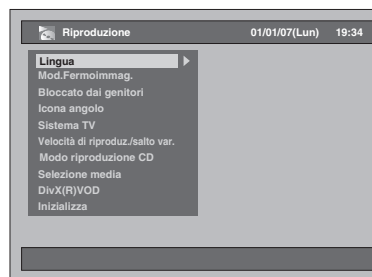 Riproduzione 01/01/07(Lun) 19:34
Lingua
Mod.Fermoimmag.
Bloccato dai genitori
Icona angolo
Sistema TV
Velocità di riproduz./salto var.
Modo riproduzione CD
Selezione media
DivX(R)VOD
Inizializza